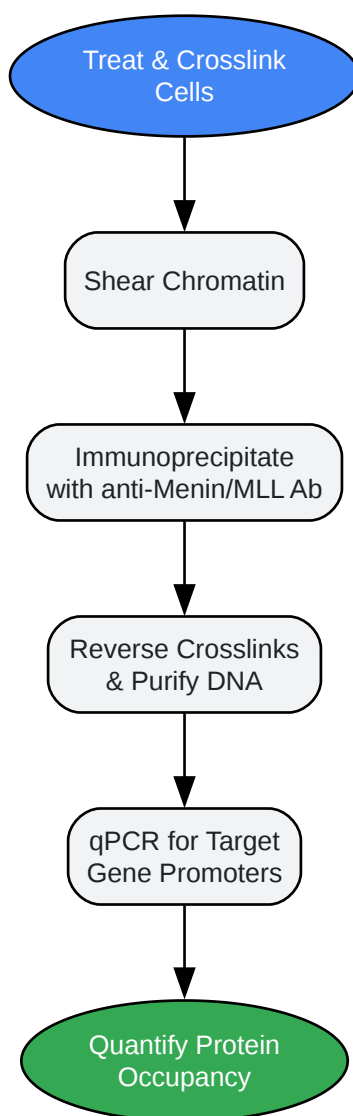 Treat & Crosslink
Cells
Shear Chromatin
Immunoprecipitate
with anti-Menin/MLL Ab
Reverse Crosslinks
& Purify DNA
qPCR for Target
Gene Promoters
Quantify Protein
Occupancy